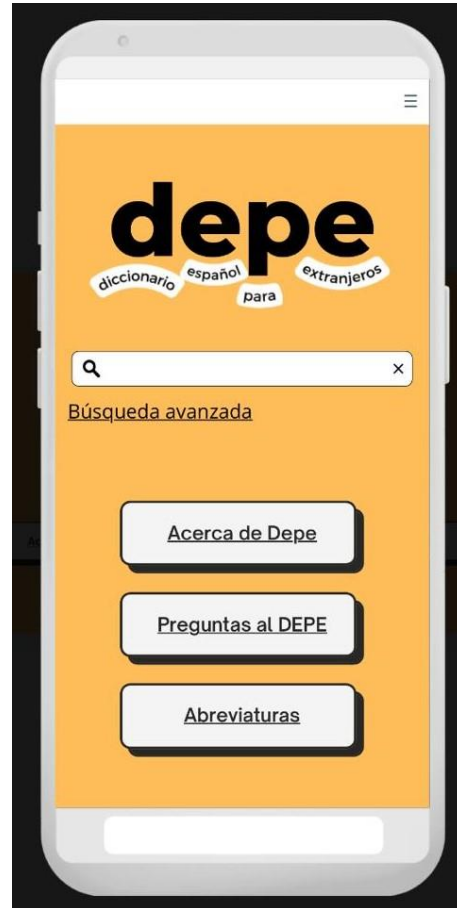 depe
diccionario español para extranjeros
Búsqueda avanzada
Acerca de Depe
Preguntas al DEPE
Abreviaturas